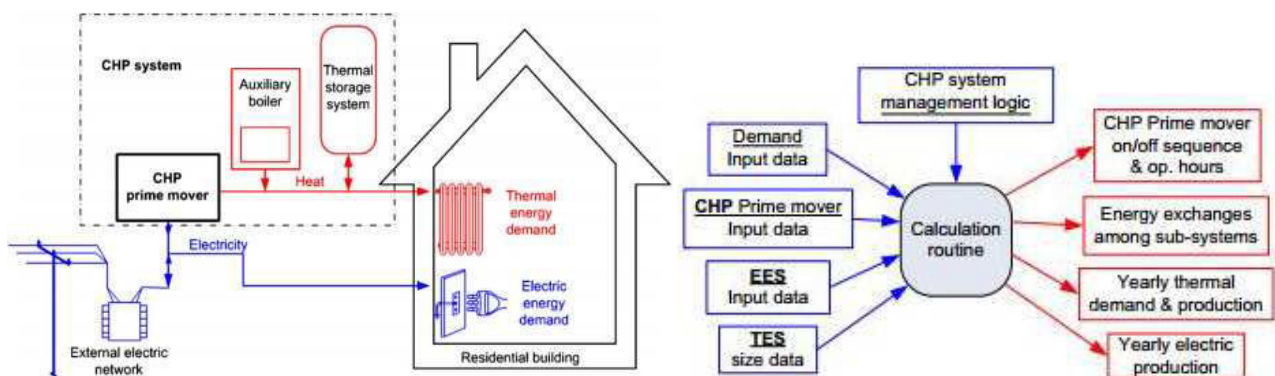 CHP system
Auxiliary
boiler
Thermal
storage
system
CHP
prime mover
Heat
Thermal
energy
demand
Electricity
Electric
energy
demand
External electric
network
Residential building
CHP system
management logic
Demand
Input data
CHP Prime mover
Input data
EES
Input data
TES
size data
Calculation
routine
CHP Prime mover
on/off sequence
& op. hours
Energy exchanges
among sub-systems
Yearly thermal
demand & production
Yearly electric
production